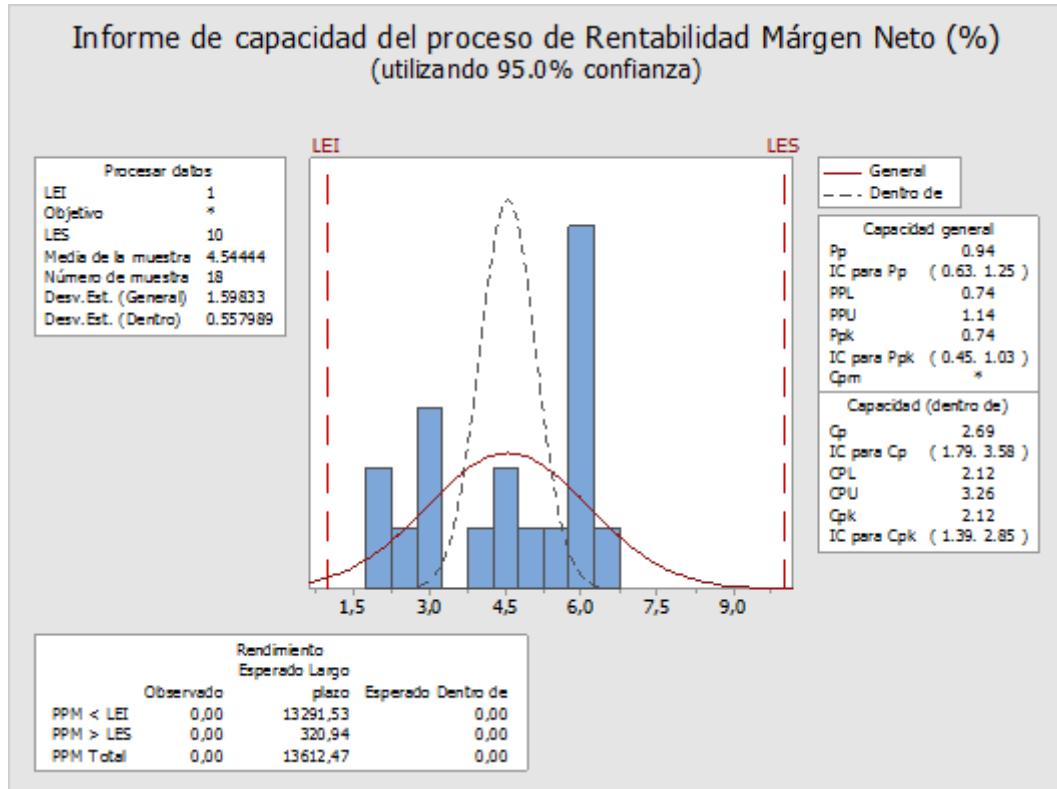 Informe de capacidad del proceso de Rentabilidad Márgen Neto (%)
(utilizando 95.0% confianza)
LEI LES
Procesar datos
LEI 1
Objetivo *
LES 10
Media de la muestra 4.54444
Número de muestra 18
Desv.Est. (General) 1.59833
Desv.Est. (Dentro) 0.557989
General
Dentro de
Capacidad general
Pp 0.94
IC para Pp ( 0.63. 1.25 )
PPL 0.74
PPU 1.14
Ppk 0.74
IC para Ppk ( 0.45. 1.03 )
Cpm *
Capacidad (dentro de)
Cp 2.69
IC para Cp ( 1.79. 3.58 )
CPL 2.12
CPU 3.26
Cpk 2.12
IC para Cpk ( 1.39. 2.85 )
1,5 3,0 4,5 6,0 7,5 9,0
Rendimiento
Esperado Largo
Observado plazo Esperado Dentro de
PPM < LEI 0,00 13291,53 0,00
PPM > LES 0,00 320,94 0,00
PPM Total 0,00 13612,47 0,00